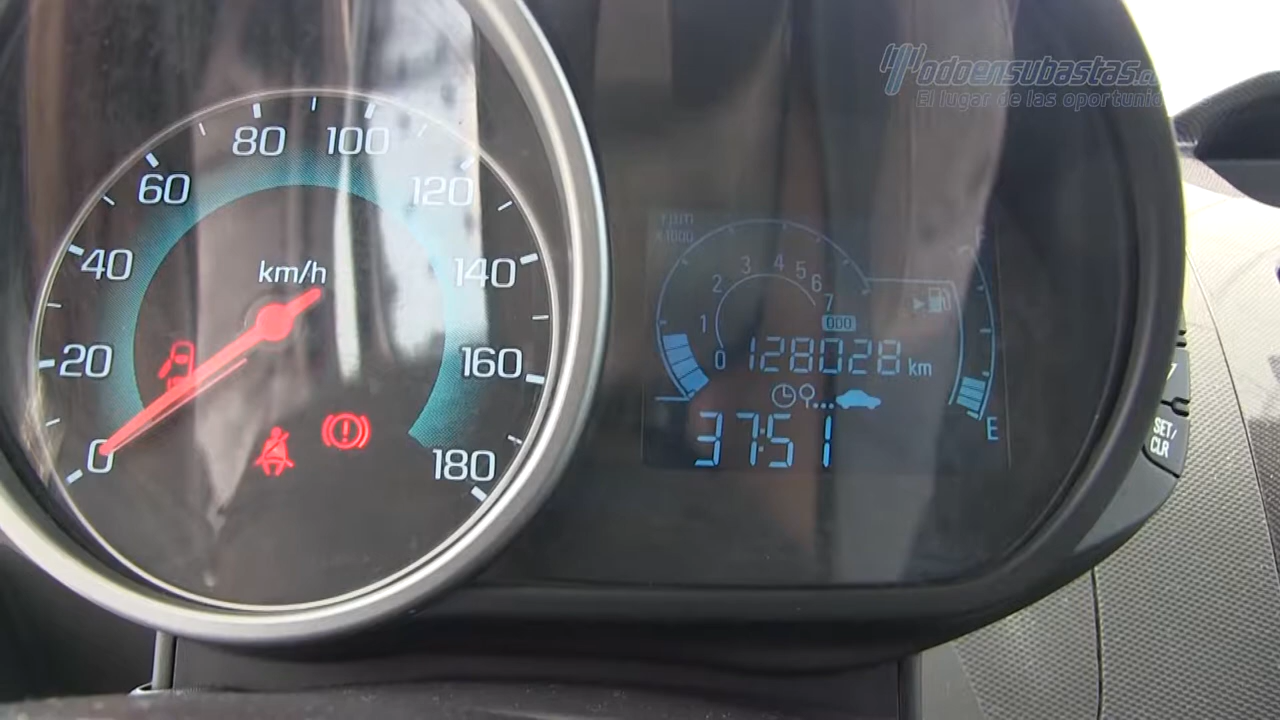 Todoensubastas.c
El lugar de las oportunid
0
20
40
60
80
100
120
140
160
180
km/h
r.p.m
X1000
0
1
2
3
4
5
6
7
000
128028 km
37:51
E
SET/
CLR